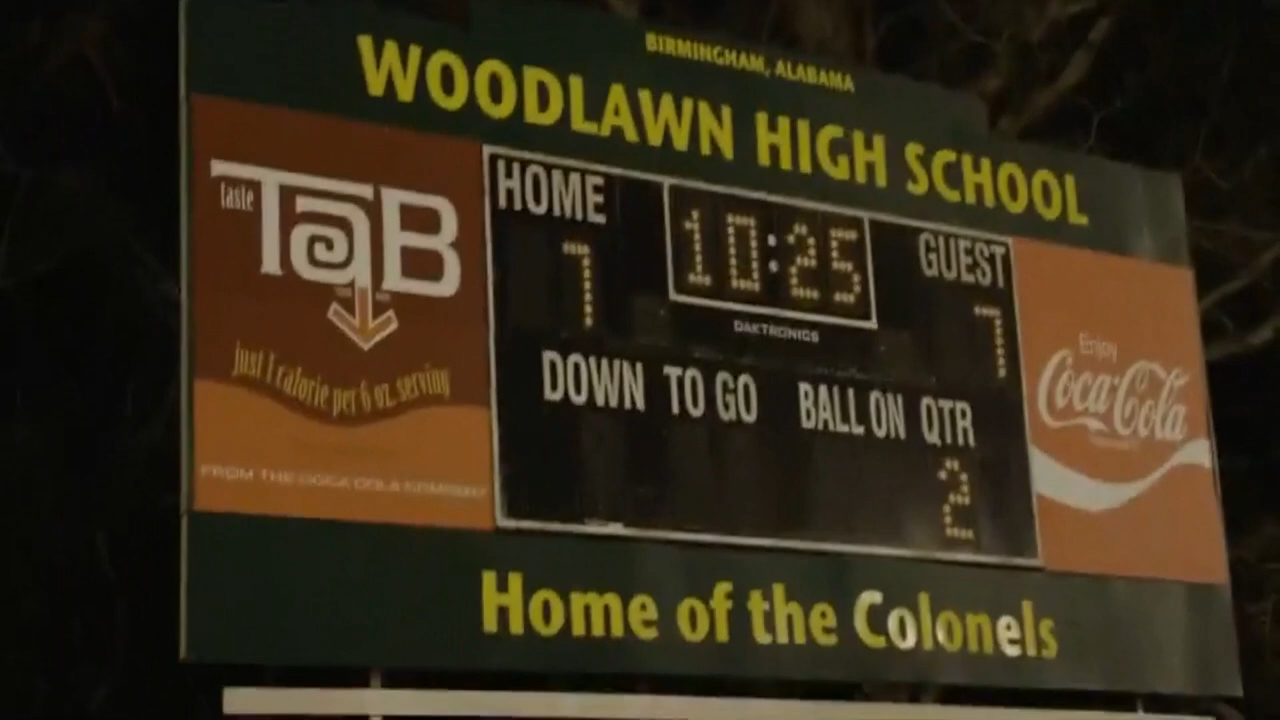 BIRMINGHAM, ALABAMA
WOODLAWN HIGH SCHOOL
taste TaB
just 1 calorie per 6 oz. serving
FROM THE COCA COLA COMPANY
HOME
7
10:25
DAKTRONICS
GUEST
7
DOWN TO GO BALL ON QTR
2
Enjoy
Coca-Cola
Home of the Colonels